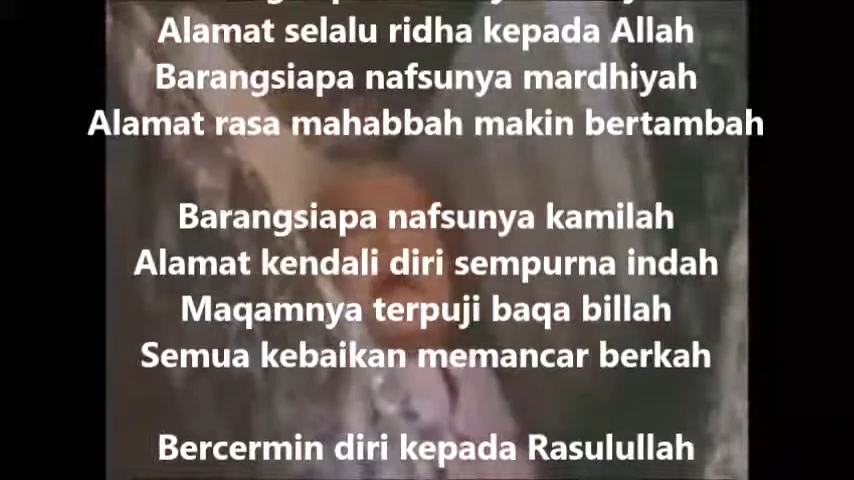 Alamat selalu ridha kepada Allah
Barangsiapa nafsunya mardhiyah
Alamat rasa mahabbah makin bertambah
Barangsiapa nafsunya kamilah
Alamat kendali diri sempurna indah
Maqamnya terpuji baqa billah
Semua kebaikan memancar berkah
Bercermin diri kepada Rasulullah